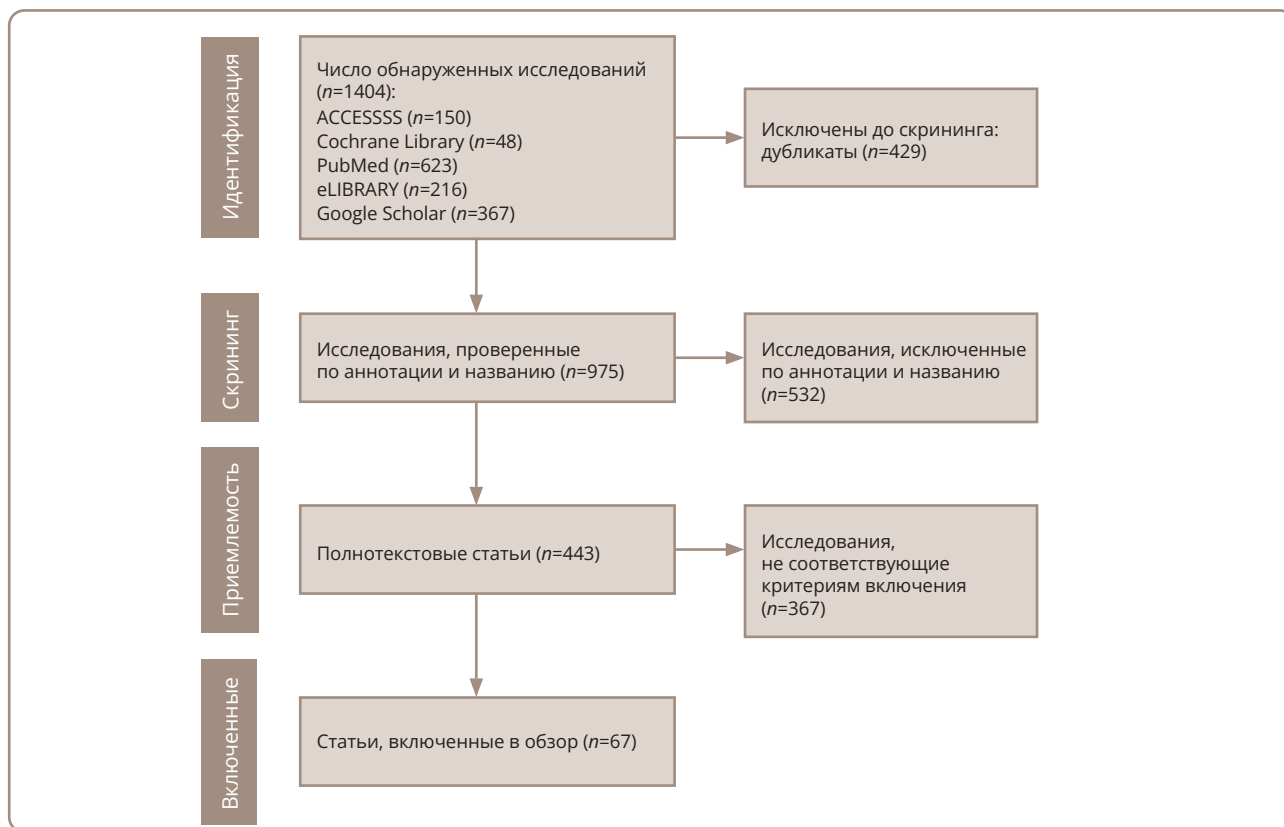 Идентификация
Число обнаруженных исследований
(n=1404):
ACCESSSS (n=150)
Cochrane Library (n=48)
PubMed (n=623)
eLIBRARY (n=216)
Google Scholar (n=367)
Исключены до скрининга:
дубликаты (n=429)
Скрининг
Исследования, проверенные
по аннотации и названию (n=975)
Исследования, исключенные
по аннотации и названию
(n=532)
Приемлемость
Полнотекстовые статьи (n=443)
Исследования,
не соответствующие
критериям включения
(n=367)
Включенные
Статьи, включенные в обзор (n=67)